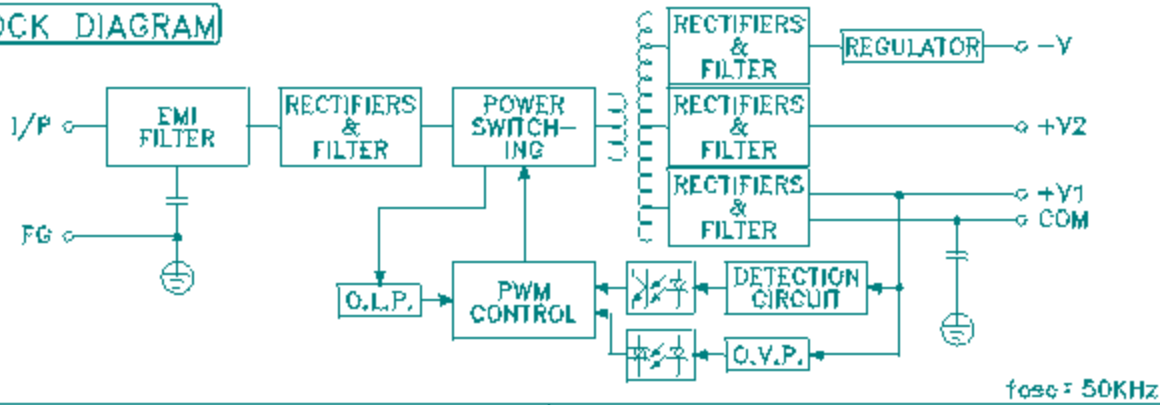 OCK DIAGRAM
RECTIFIERS
&
FILTER
REGULATOR
-V
I/P
EMI
FILTER
RECTIFIERS
&
FILTER
POWER
SWITCH-
ING
RECTIFIERS
&
FILTER
+V2
RECTIFIERS
&
FILTER
+V1
COM
FG
O.L.P.
PWM
CONTROL
DETECTION
CIRCUIT
O.V.P.
fosc : 50KHz